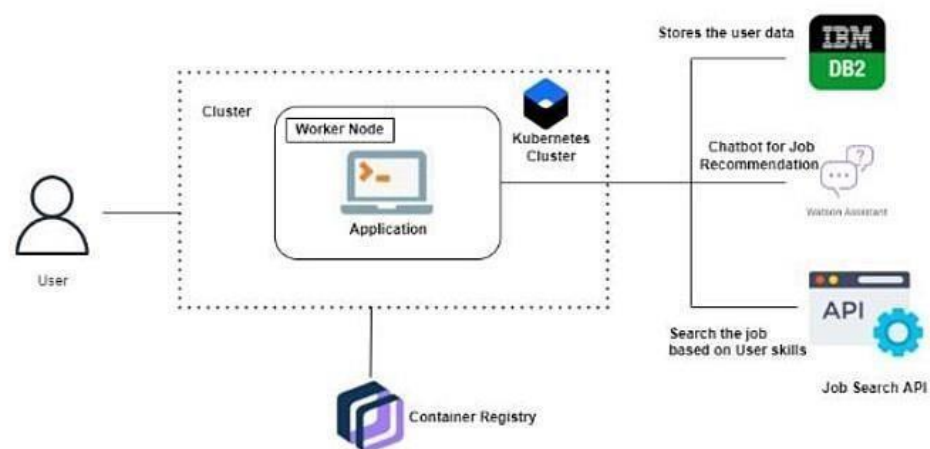 Stores the user data
IBM
DB2
Cluster
Worker Node
Kubernetes
Cluster
Application
Chatbot for Job
Recommendation
Watson Assistant
User
API
Search the job
based on User skills
Job Search API
Container Registry